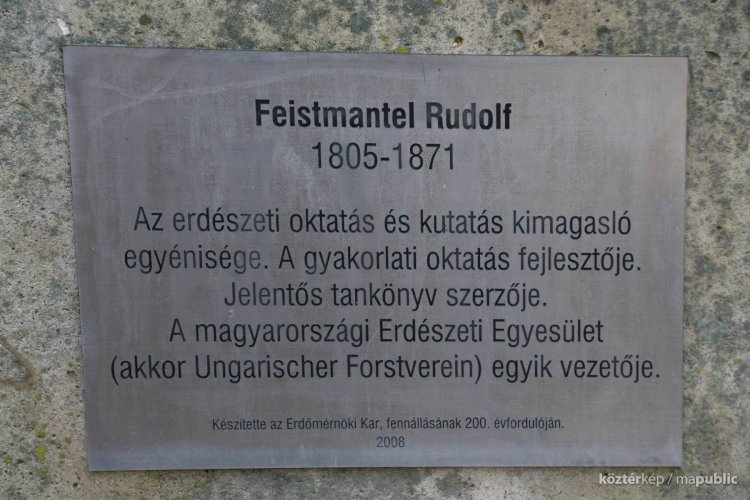 Feistmantel Rudolf
1805-1871
Az erdészeti oktatás és kutatás kimagasló
egyénisége. A gyakorlati oktatás fejlesztője.
Jelentős tankönyv szerzője.
A magyarországi Erdészeti Egyesület
(akkor Ungarischer Forstverein) egyik vezetője.
Készítette az Erdőmérnöki Kar, fennállásának 200. évfordulóján.
2008
köztérkép / mapublic